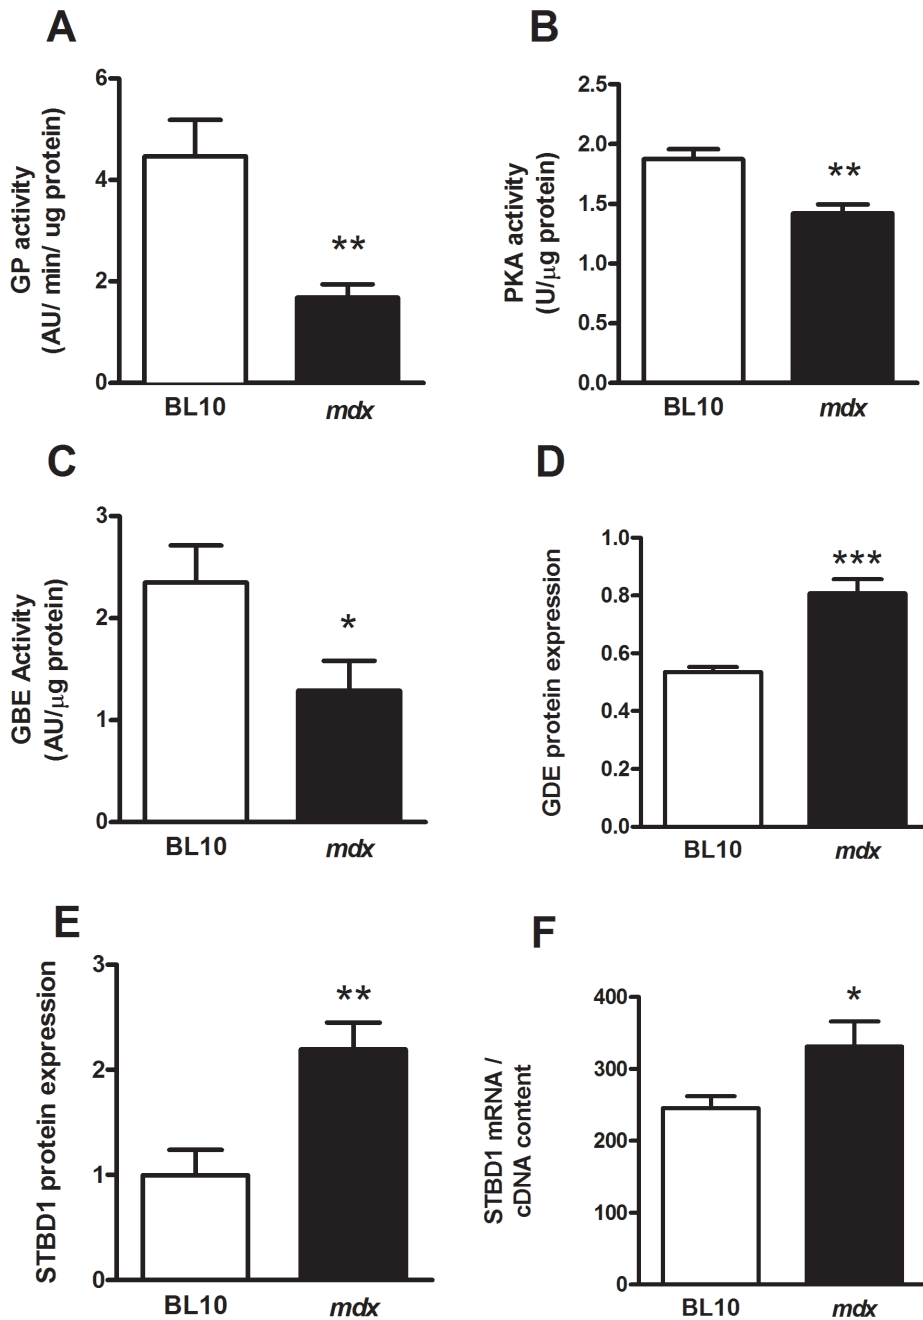 A
GP activity
(AU/ min/ ug protein)
6
4
2
0
**
BL10
mdx
B
PKA activity
(U/μg protein)
2.5
2.0
1.5
1.0
0.5
0.0
**
BL10
mdx
C
GBE Activity
(AU/μg protein)
3
2
1
0
*
BL10
mdx
D
GDE protein expression
1.0
0.8
0.6
0.4
0.2
0.0
***
BL10
mdx
E
STBD1 protein expression
3
2
1
0
**
BL10
mdx
F
STBD1 mRNA /
cDNA content
400
300
200
100
0
*
BL10
mdx